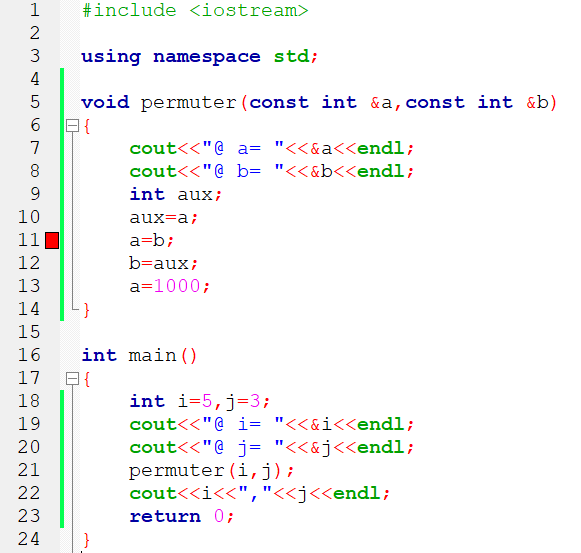 1 #include <iostream>
2
3 using namespace std;
4
5 void permuter(const int &a,const int &b)
6 {
7 cout<<"@ a= "<<&a<<endl;
8 cout<<"@ b= "<<&b<<endl;
9 int aux;
10 aux=a;
11 a=b;
12 b=aux;
13 a=1000;
14 }
15
16 int main()
17 {
18 int i=5,j=3;
19 cout<<"@ i= "<<&i<<endl;
20 cout<<"@ j= "<<&j<<endl;
21 permuter(i,j);
22 cout<<i<<","<<j<<endl;
23 return 0;
24 }